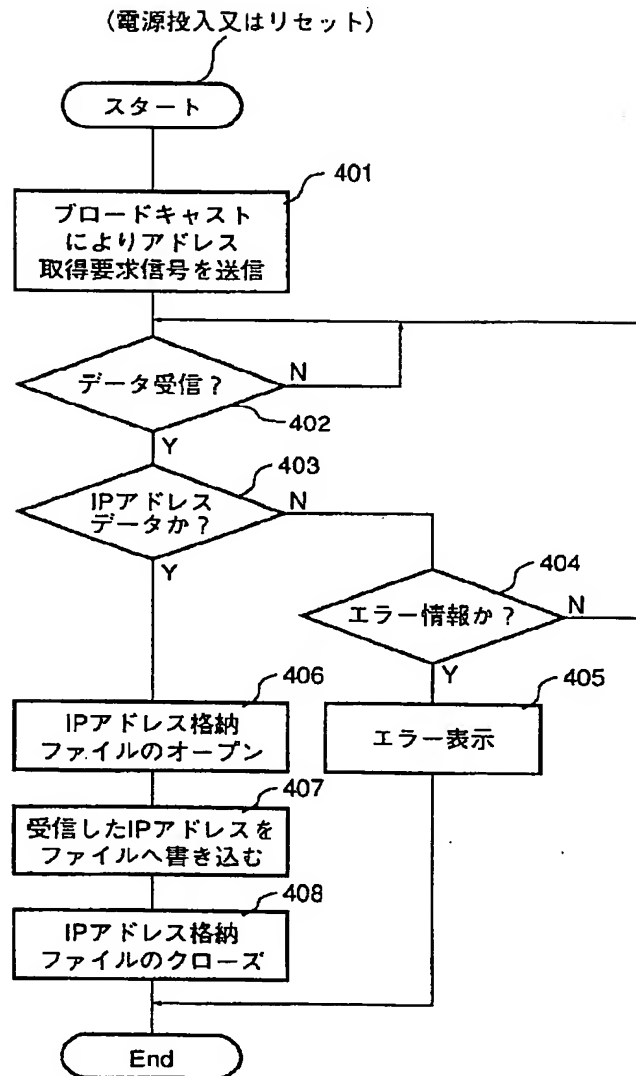 （電源投入又はリセット）
スタート
401
ブロードキャスト
によりアドレス
取得要求信号を送信
データ受信？
N
402
Y
403
IPアドレス
データか？
N
Y
404
エラー情報か？
N
Y
406
IPアドレス格納
ファイルのオープン
405
エラー表示
407
受信したIPアドレスを
ファイルへ書き込む
408
IPアドレス格納
ファイルのクローズ
End